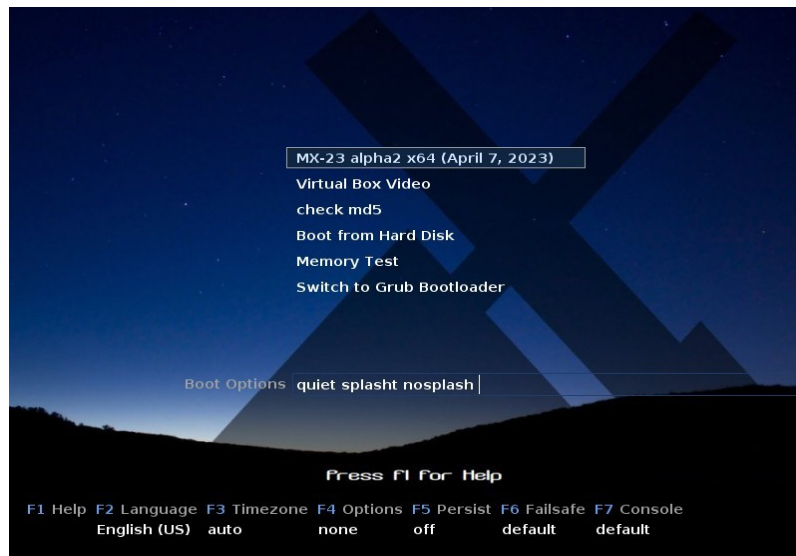 MX-23 alpha2 x64 (April 7, 2023)
Virtual Box Video
check md5
Boot from Hard Disk
Memory Test
Switch to Grub Bootloader
Boot Options quiet splasht nosplash
Press F1 for Help
F1 Help F2 Language F3 Timezone F4 Options F5 Persist F6 Failsafe F7 Console
English (US) auto none off default default